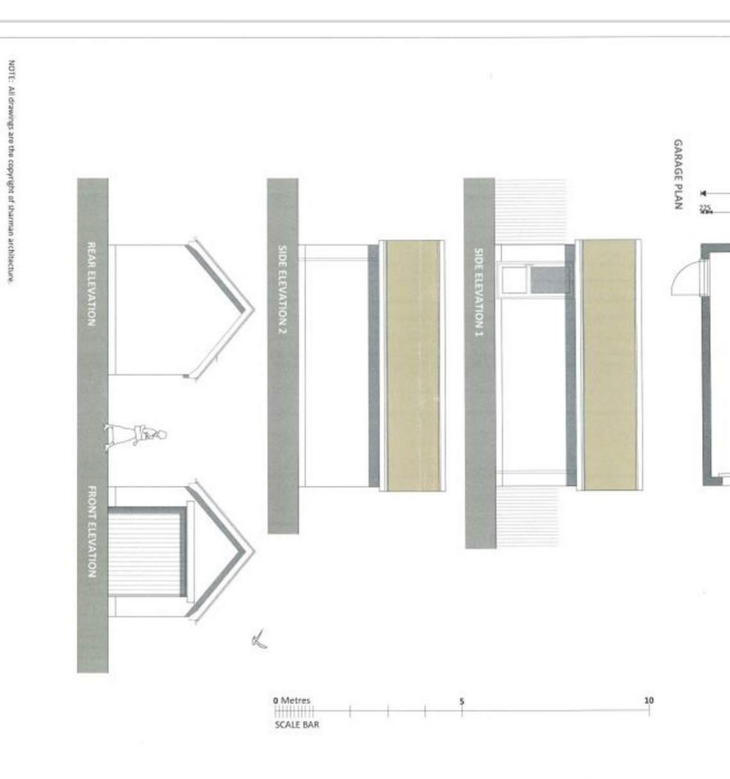 NOTE: All drawings are the copyright of sharman architecture.
GARAGE PLAN
225
REAR ELEVATION
SIDE ELEVATION 2
SIDE ELEVATION 1
FRONT ELEVATION
0 Metres 5 10
SCALE BAR